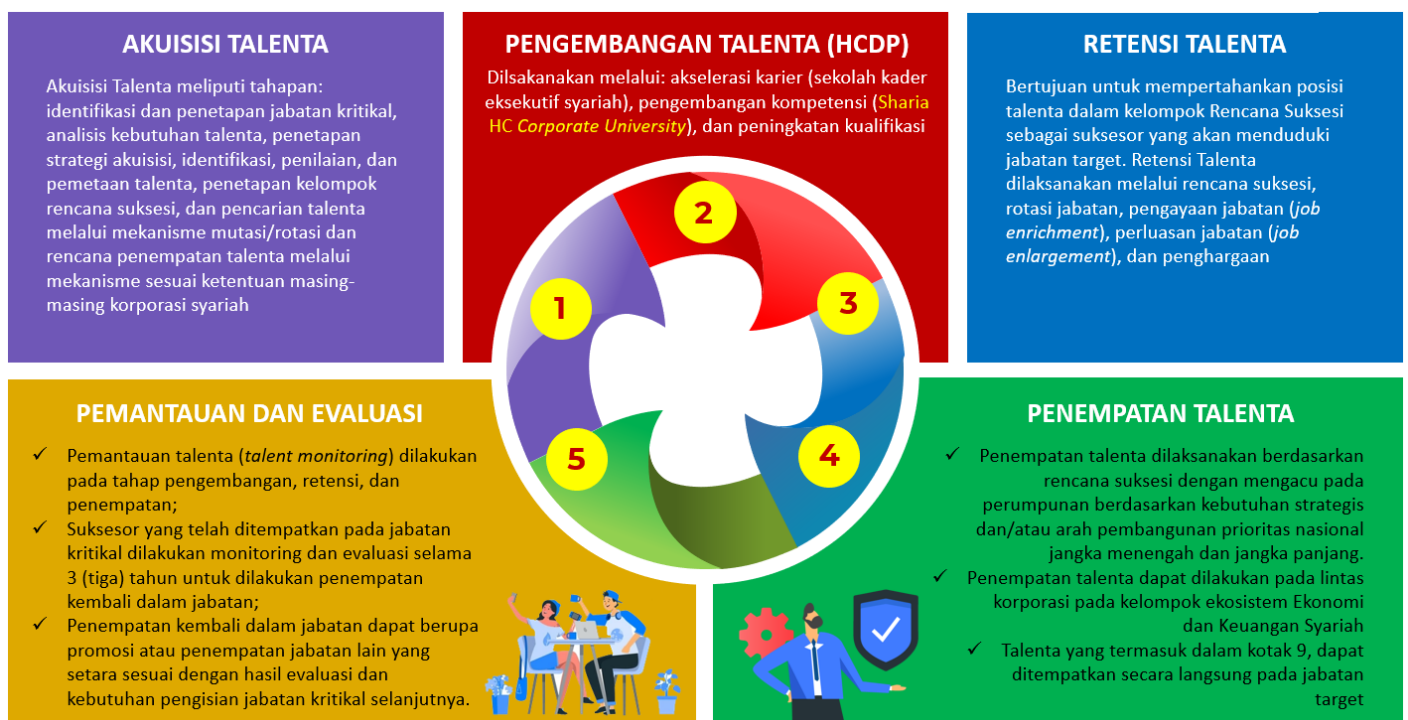 AKUISISI TALENTA
Akuisisi Talenta meliputi tahapan:
identifikasi dan penetapan jabatan kritikal,
analisis kebutuhan talenta, penetapan
strategi akuisisi, identifikasi, penilaian, dan
pemetaan talenta, penetapan kelompok
rencana suksesi, dan pencarian talenta
melalui mekanisme mutasi/rotasi dan
rencana penempatan talenta melalui
mekanisme sesuai ketentuan masing-
masing korporasi syariah
PENGEMBANGAN TALENTA (HCDP)
Dilsakanakan melalui: akselerasi karier (sekolah kader
eksekutif syariah), pengembangan kompetensi (Sharia
HC Corporate University), dan peningkatan kualifikasi
RETENSI TALENTA
Bertujuan untuk mempertahankan posisi
talenta dalam kelompok Rencana Suksesi
sebagai suksesor yang akan menduduki
jabatan target. Retensi Talenta
dilaksanakan melalui rencana suksesi,
rotasi jabatan, pengayaan jabatan (job
enrichment), perluasan jabatan (job
enlargement), dan penghargaan
1
2
3
4
5
PEMANTAUAN DAN EVALUASI
✓ Pemantauan talenta (talent monitoring) dilakukan
pada tahap pengembangan, retensi, dan
penempatan;
✓ Suksesor yang telah ditempatkan pada jabatan
kritikal dilakukan monitoring dan evaluasi selama
3 (tiga) tahun untuk dilakukan penempatan
kembali dalam jabatan;
✓ Penempatan kembali dalam jabatan dapat berupa
promosi atau penempatan jabatan lain yang
setara sesuai dengan hasil evaluasi dan
kebutuhan pengisian jabatan kritikal selanjutnya.
PENEMPATAN TALENTA
✓ Penempatan talenta dilaksanakan berdasarkan
rencana suksesi dengan mengacu pada
perumpunan berdasarkan kebutuhan strategis
dan/atau arah pembangunan prioritas nasional
jangka menengah dan jangka panjang.
✓ Penempatan talenta dapat dilakukan pada lintas
korporasi pada kelompok ekosistem Ekonomi
dan Keuangan Syariah
✓ Talenta yang termasuk dalam kotak 9, dapat
ditempatkan secara langsung pada jabatan
target